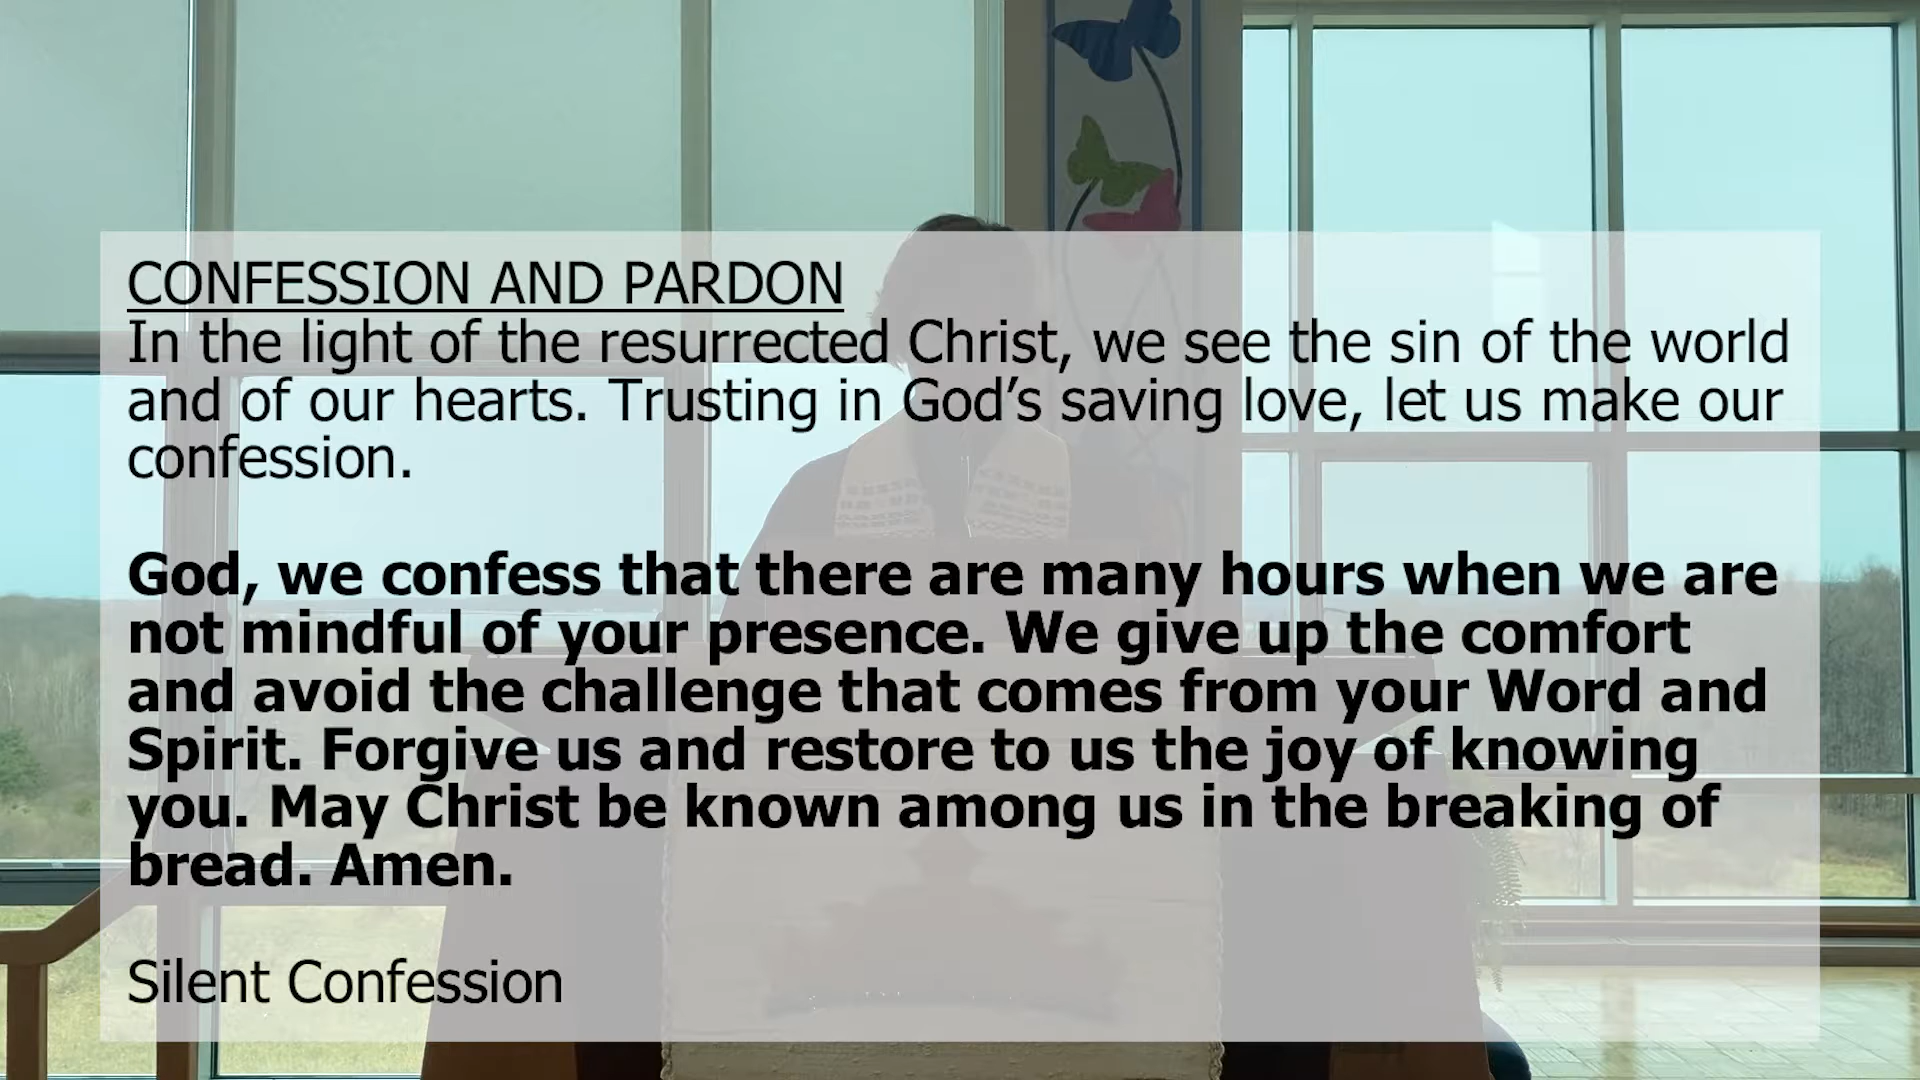 CONFESSION AND PARDON
In the light of the resurrected Christ, we see the sin of the world
and of our hearts. Trusting in God’s saving love, let us make our
confession.
God, we confess that there are many hours when we are
not mindful of your presence. We give up the comfort
and avoid the challenge that comes from your Word and
Spirit. Forgive us and restore to us the joy of knowing
you. May Christ be known among us in the breaking of
bread. Amen.
Silent Confession